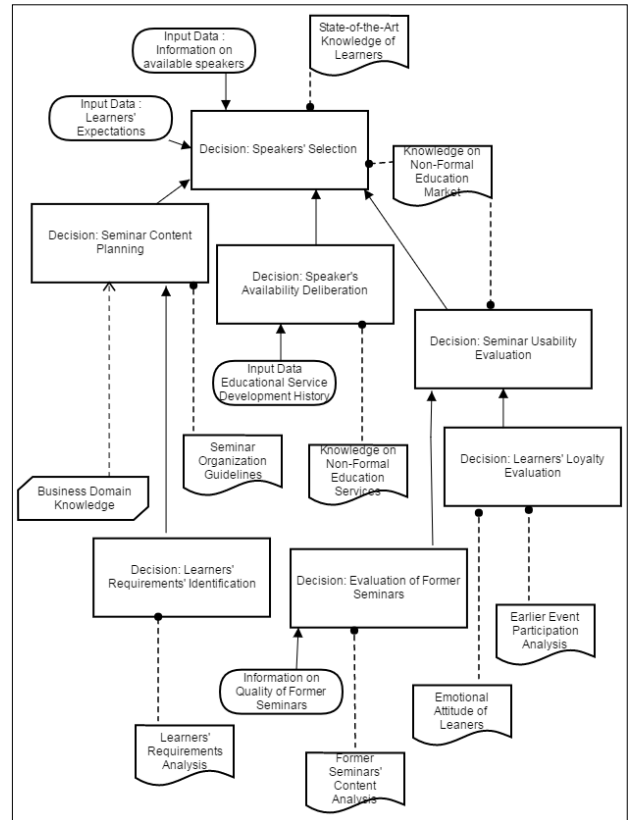 Input Data :
Information on
available speakers
State-of-the-Art
Knowledge of
Learners
Input Data :
Learners'
Expectations
Decision: Speakers' Selection
Knowledge on
Non-Formal
Education
Market
Decision: Seminar Content
Planning
Decision: Speaker's
Availability Deliberation
Decision: Seminar Usability
Evaluation
Input Data
Educational Service
Development History
Seminar
Organization
Guidelines
Knowledge on
Non-Formal
Education
Services
Decision: Learners' Loyalty
Evaluation
Business Domain
Knowledge
Decision: Learners'
Requirements' Identification
Decision: Evaluation of Former
Seminars
Earlier Event
Participation
Analysis
Information on
Quality of Former
Seminars
Emotional
Attitude of
Leaners
Learners'
Requirements
Analysis
Former
Seminars'
Content
Analysis